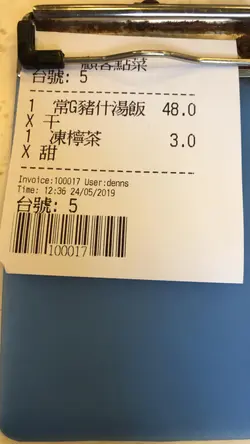 顧客點菜
台號: 5
1 常G豬什湯飯 48.0
X 干
1 凍檸茶 3.0
X 甜
Invoice:100017 User:denns
Time: 12:36 24/05/2019
台號: 5
100017